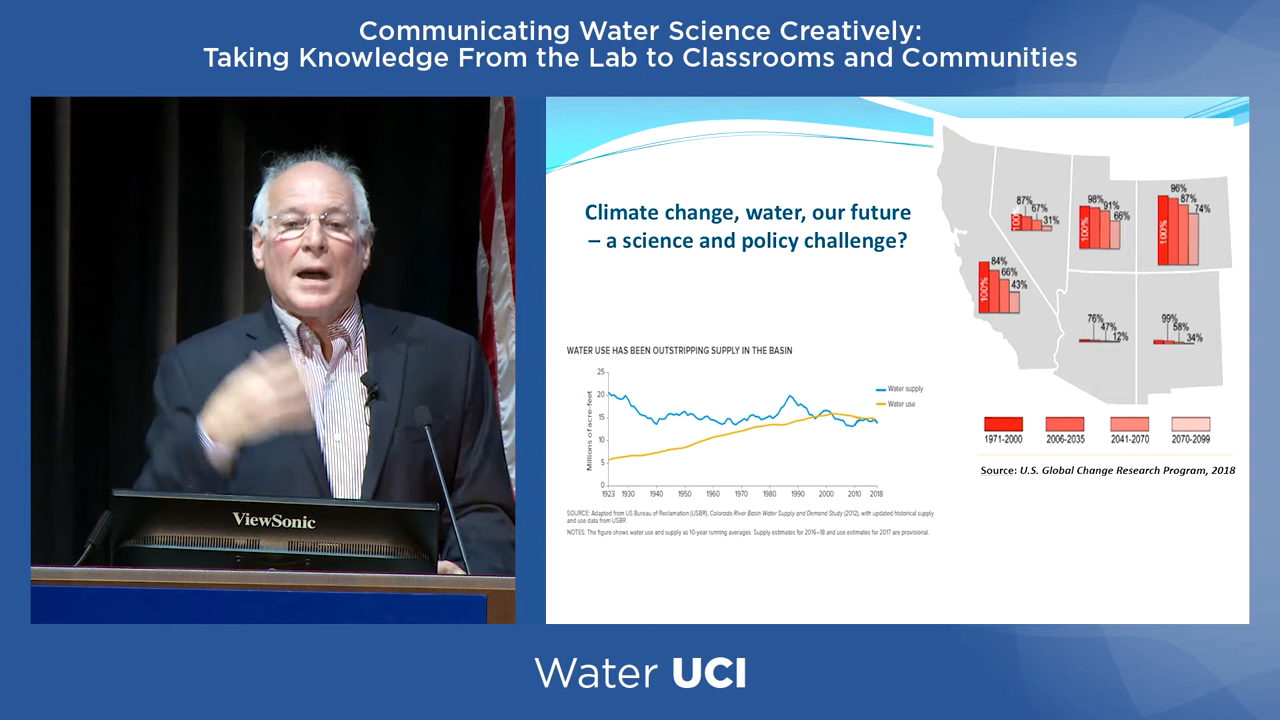 Communicating Water Science Creatively:
Taking Knowledge From the Lab to Classrooms and Communities
Climate change, water, our future
– a science and policy challenge?
87%
67%
31%
100
98%
91%
66%
100%
96%
87%
74%
100%
84%
66%
43%
100%
76%
47%
12%
99%
58%
34%
1971-2000
2006-2035
2041-2070
2070-2099
Source: U.S. Global Change Research Program, 2018
WATER USE HAS BEEN OUTSTRIPPING SUPPLY IN THE BASIN
Millions of acre-feet
25
20
15
10
5
0
1923 1930 1940 1950 1960 1970 1980 1990 2000 2010 2018
Water supply
Water use
SOURCE: Adapted from US Bureau of Reclamation (USBR), Colorado River Basin Water Supply and Demand Study (2012), with updated historical supply
and use data from USBR.
NOTES: The figure shows water use and supply as 10-year running averages. Supply estimates for 2016–18 and use estimates for 2017 are provisional.
ViewSonic
Water UCI